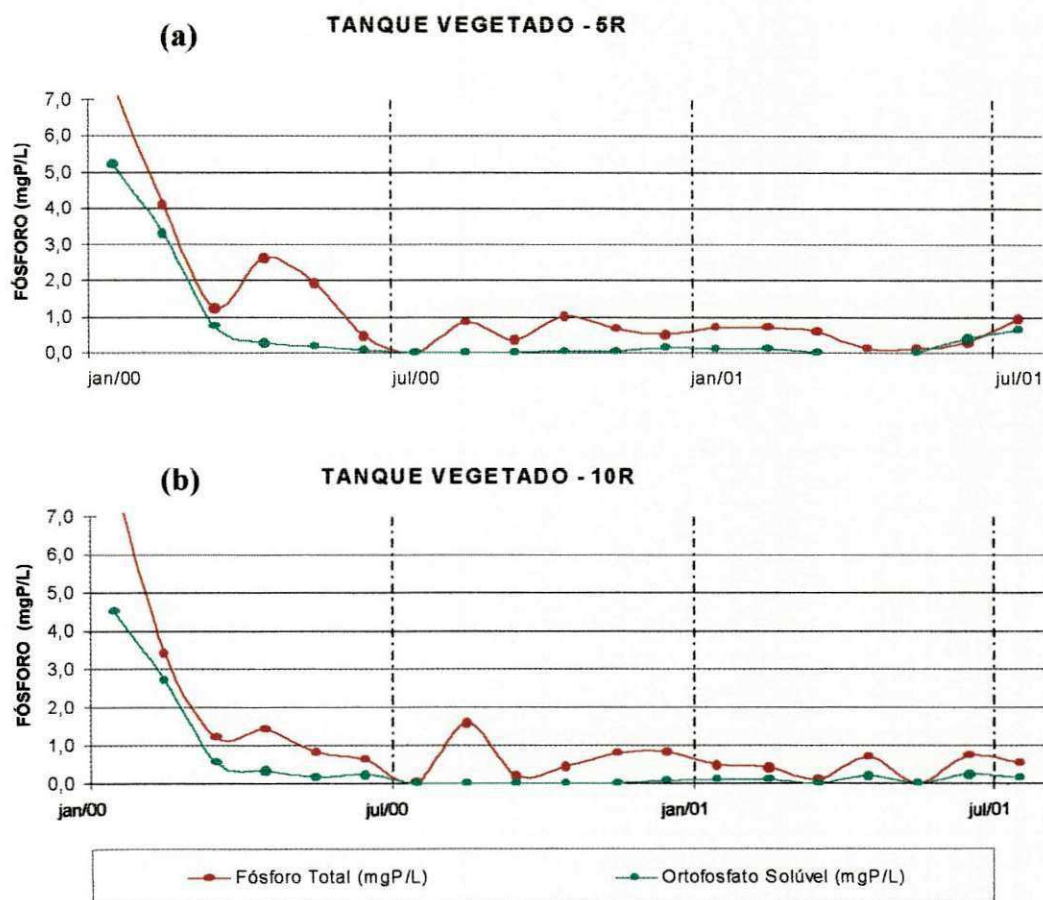 (a)
TANQUE VEGETADO - 5R
FÓSFORO (mgP/L)
7,0
6,0
5,0
4,0
3,0
2,0
1,0
0,0
jan/00 jul/00 jan/01 jul/01
(b)
TANQUE VEGETADO - 10R
FÓSFORO (mgP/L)
7,0
6,0
5,0
4,0
3,0
2,0
1,0
0,0
jan/00 jul/00 jan/01 jul/01
Fósforo Total (mgP/L) Ortofosfato Solúvel (mgP/L)